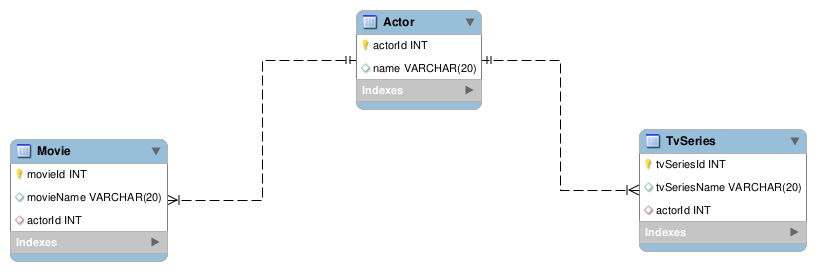 Actor
actorId INT
name VARCHAR(20)
Indexes
Movie
movieId INT
movieName VARCHAR(20)
actorId INT
Indexes
TvSeries
tvSeriesId INT
tvSeriesName VARCHAR(20)
actorId INT
Indexes